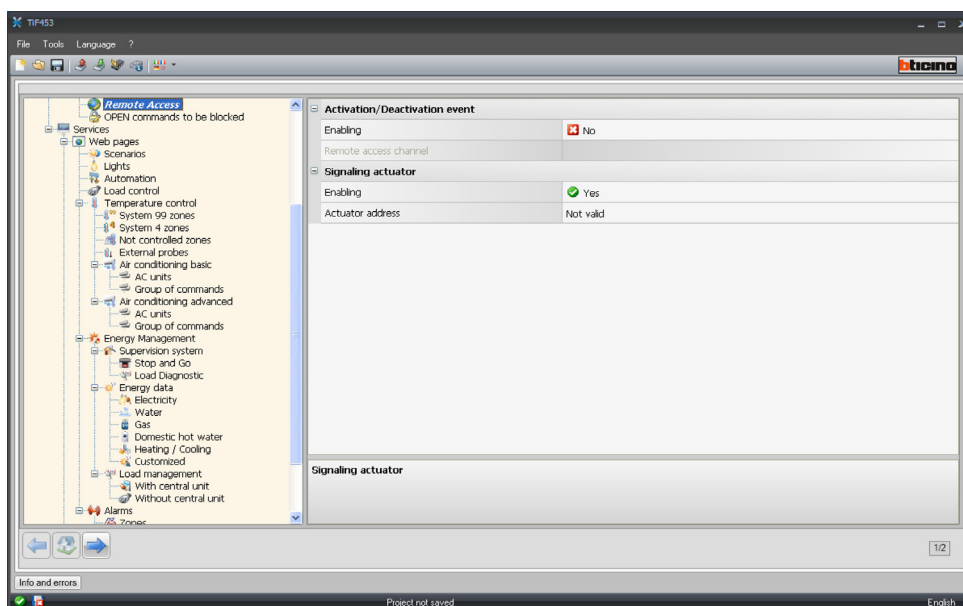 TiF453
File Tools Language ?
bticino
Remote Access
OPEN commands to be blocked
Services
Web pages
Scenarios
Lights
Automation
Load control
Temperature control
System 99 zones
System 4 zones
Not controlled zones
External probes
Air conditioning basic
AC units
Group of commands
Air conditioning advanced
AC units
Group of commands
Energy Management
Supervision system
Stop and Go
Load Diagnostic
Energy data
Electricity
Water
Gas
Domestic hot water
Heating / Cooling
Customized
Load management
With central unit
Without central unit
Alarms
Zones
Activation/Deactivation event
Enabling No
Remote access channel
Signaling actuator
Enabling Yes
Actuator address Not valid
Signaling actuator
1/2
Info and errors
Project not saved English